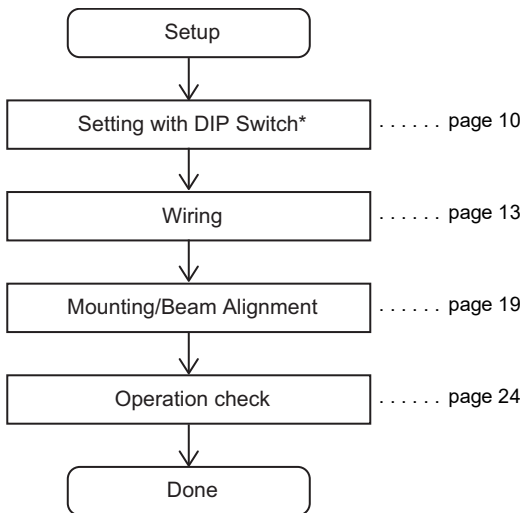 Setup
Setting with DIP Switch* . . . . . . page 10
Wiring . . . . . . page 13
Mounting/Beam Alignment . . . . . . page 19
Operation check . . . . . . page 24
Done